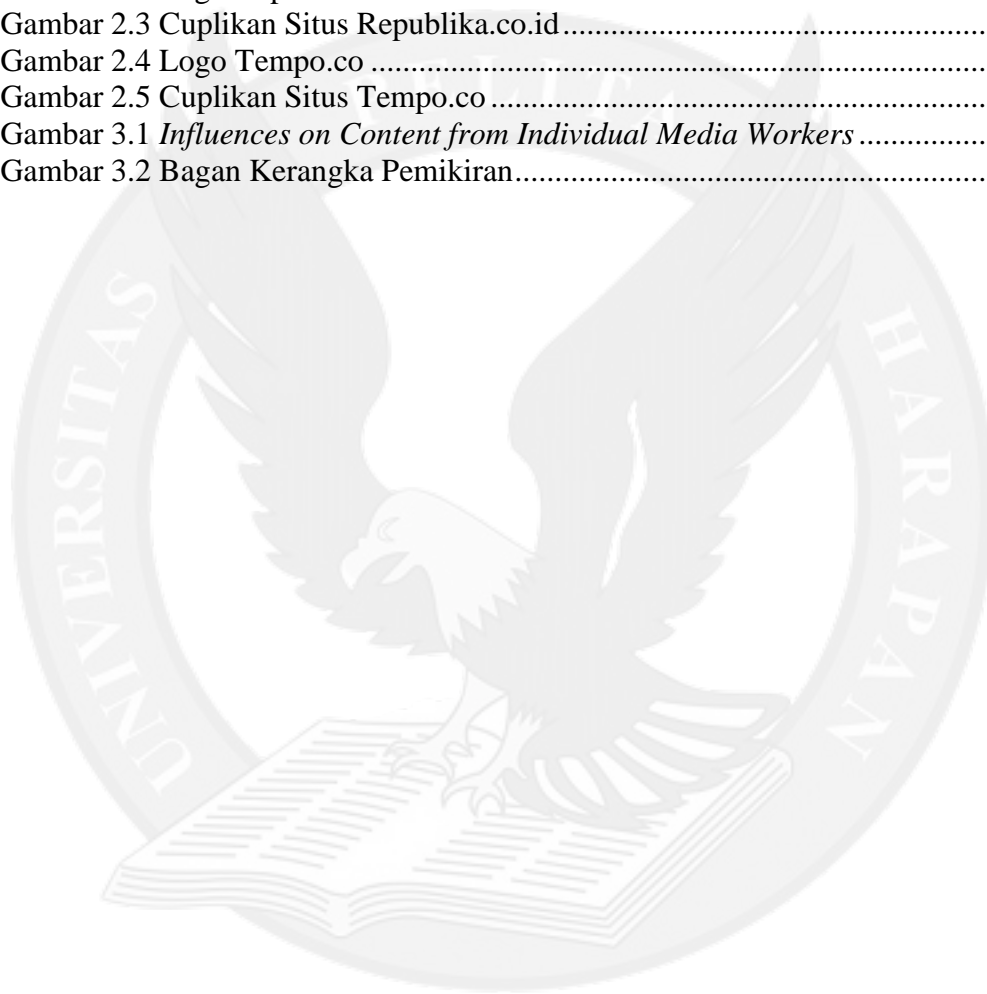 Gambar 2.3 Cuplikan Situs Republika.co.id
Gambar 2.4 Logo Tempo.co
Gambar 2.5 Cuplikan Situs Tempo.co
Gambar 3.1 Influences on Content from Individual Media Workers
Gambar 3.2 Bagan Kerangka Pemikiran
UNIVERSITAS PELITA HARAPAN